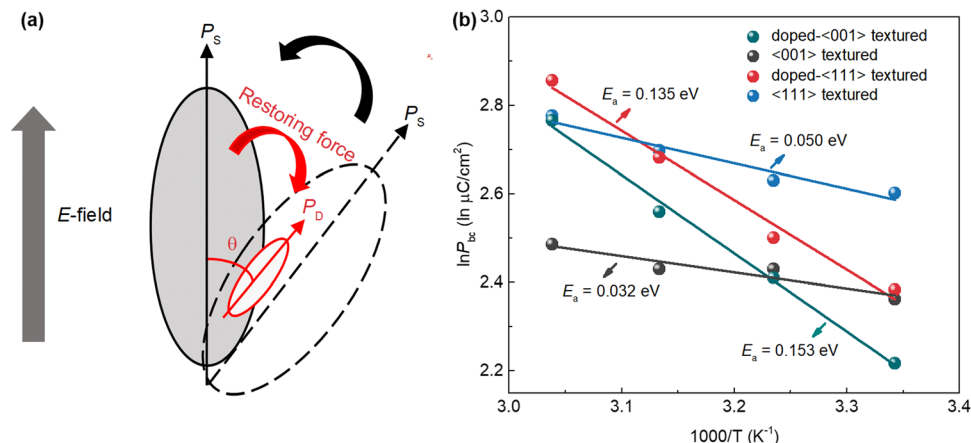 (a)
P_S
P_S
Restoring force
P_D
θ
E-field
(b)
3.0
2.8
2.6
2.4
2.2
lnP_bc (ln μC/cm²)
doped-<001> textured
<001> textured
doped-<111> textured
<111> textured
E_a = 0.135 eV
E_a = 0.050 eV
E_a = 0.032 eV
E_a = 0.153 eV
3.0 3.1 3.2 3.3 3.4
1000/T (K⁻¹)